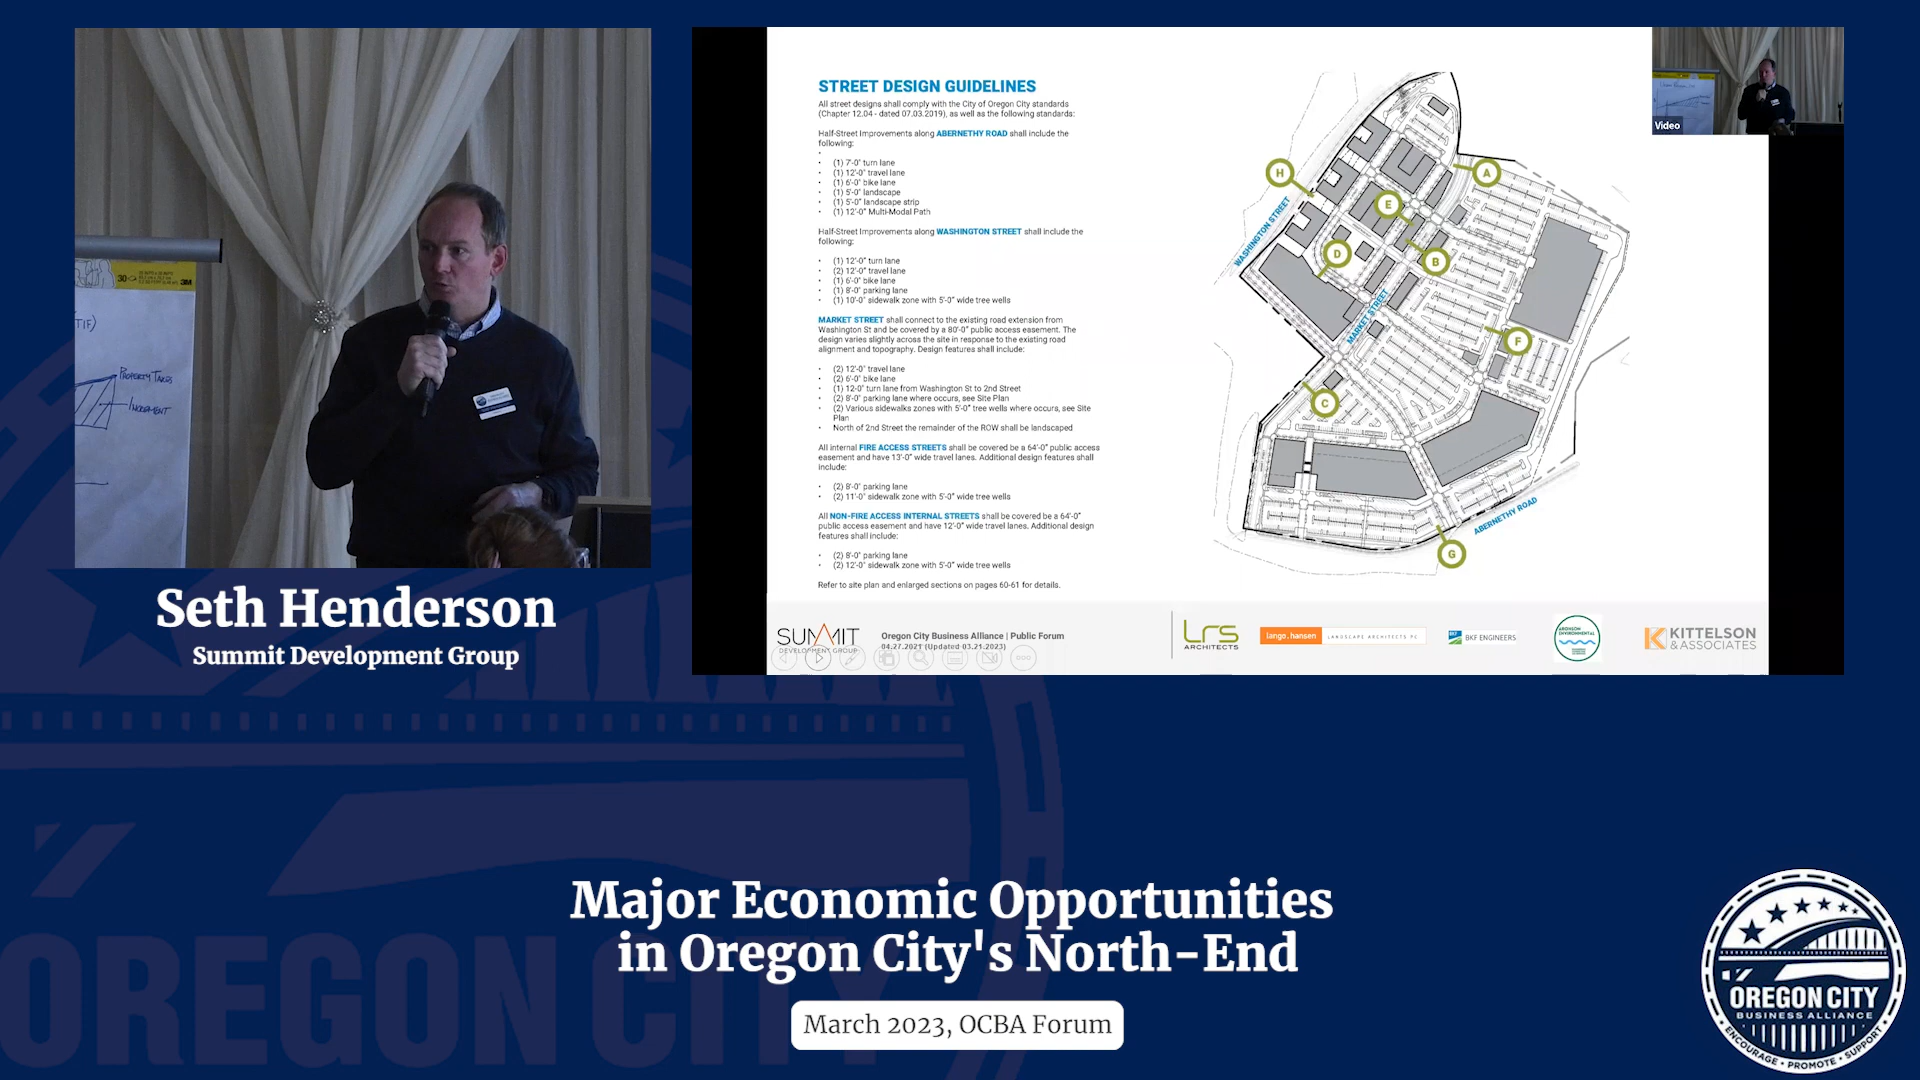 STREET DESIGN GUIDELINES
All street designs shall comply with the City of Oregon City standards
(Chapter 12.04 - dated 07.03.2019), as well as the following standards:
Half-Street Improvements along ABERNETHY ROAD shall include the
following:
(1) 7'-0" turn lane
(1) 12'-0" travel lane
(1) 6'-0" bike lane
(1) 5'-0" landscape
(1) 5'-0" landscape strip
(1) 12'-0" Multi-Modal Path
Half-Street Improvements along WASHINGTON STREET shall include the
following:
(1) 12'-0" turn lane
(2) 12'-0" travel lane
(1) 6'-0" bike lane
(1) 8'-0" parking lane
(1) 10'-0" sidewalk zone with 5'-0" wide tree wells
MARKET STREET shall connect to the existing road extension from
Washington St and be covered by a 80'-0" public access easement. The
design varies slightly across the site in response to the existing road
alignment and topography. Design features shall include:
(2) 12'-0" travel lane
(2) 6'-0" bike lane
(1) 12-0" turn lane from Washington St to 2nd Street
(2) 8'-0" parking lane where occurs, see Site Plan
(2) Various sidewalks zones with 5'-0" tree wells where occurs, see Site
Plan
North of 2nd Street the remainder of the ROW shall be landscaped
All internal FIRE ACCESS STREETS shall be covered by a 64'-0" public access
easement and have 13'-0" wide travel lanes. Additional design features shall
include:
(2) 8'-0" parking lane
(2) 11'-0" sidewalk zone with 5'-0" wide tree wells
All NON-FIRE ACCESS INTERNAL STREETS shall be covered by a 64'-0"
public access easement and have 12'-0" wide travel lanes. Additional design
features shall include:
(2) 8'-0" parking lane
(2) 12'-0" sidewalk zone with 5'-0" wide tree wells
Refer to site plan and enlarged sections on pages 60-61 for details.
H
A
E
D
B
F
C
G
WASHINGTON STREET
MARKET STREET
ABERNETHY ROAD
Video
SUMMIT
DEVELOPMENT GROUP
Oregon City Business Alliance | Public Forum
04.27.2021 (Updated 03.21.2023)
LRS
ARCHITECTS
lango.hansen LANDSCAPE ARCHITECTS PC
BKF ENGINEERS
ARONSON
ENVIRONMENTAL
KITTELSON
& ASSOCIATES
30
3M
TIF)
PROPERTY TAXES
INCREMENT
Seth Henderson
Summit Development Group
Major Economic Opportunities
in Oregon City's North-End
March 2023, OCBA Forum
OREGON CITY
BUSINESS ALLIANCE
ENCOURAGE • PROMOTE • SUPPORT
OREGON CITY